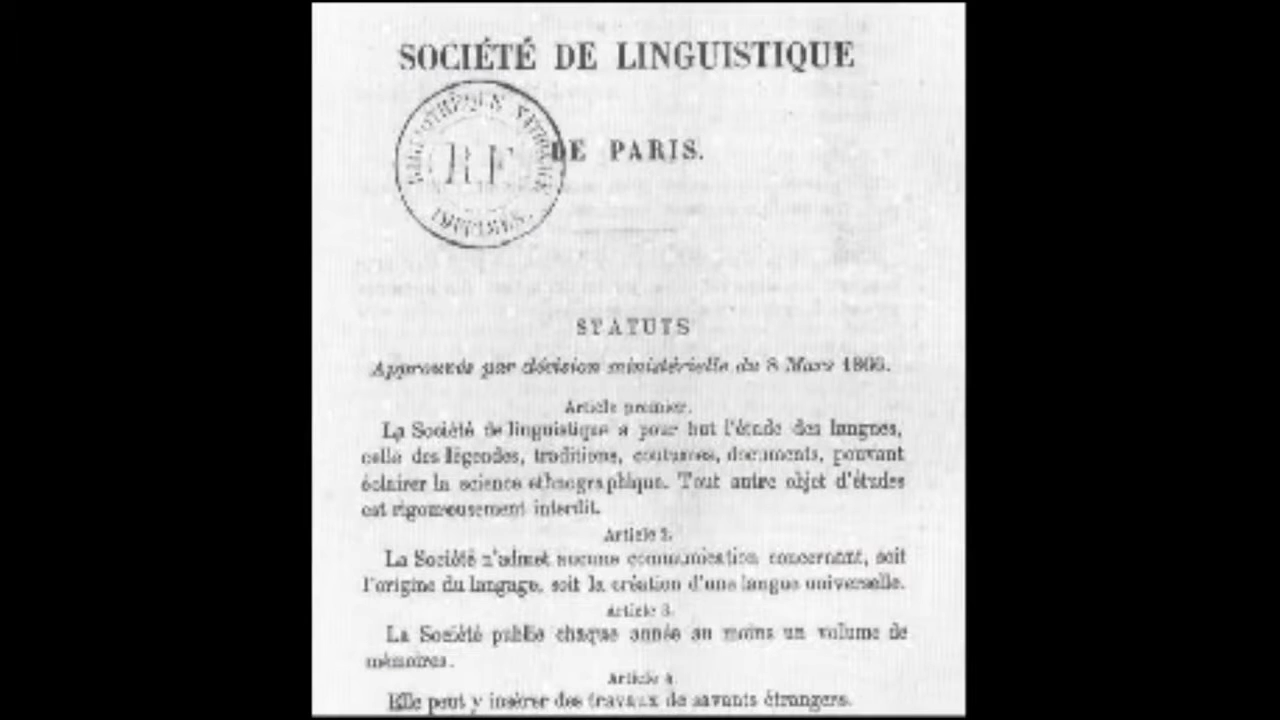 SOCIÉTÉ DE LINGUISTIQUE
BIBLIOTHÈQUE NATIONALE
RF
IMPRIMÉS.
DE PARIS.
STATUTS
Approuvés par décision ministérielle du 8 Mars 1866.
Article premier.
La Société de linguistique a pour but l'étude des langues,
celle des légendes, traditions, coutumes, documents, pouvant
éclairer la science ethnographique. Tout autre objet d'études
est rigoureusement interdit.
Article 2.
La Société n'admet aucune communication concernant, soit
l'origine du langage, soit la création d'une langue universelle.
Article 3.
La Société publie chaque année au moins un volume de
mémoires.
Article 4.
Elle peut y insérer des travaux de savants étrangers.